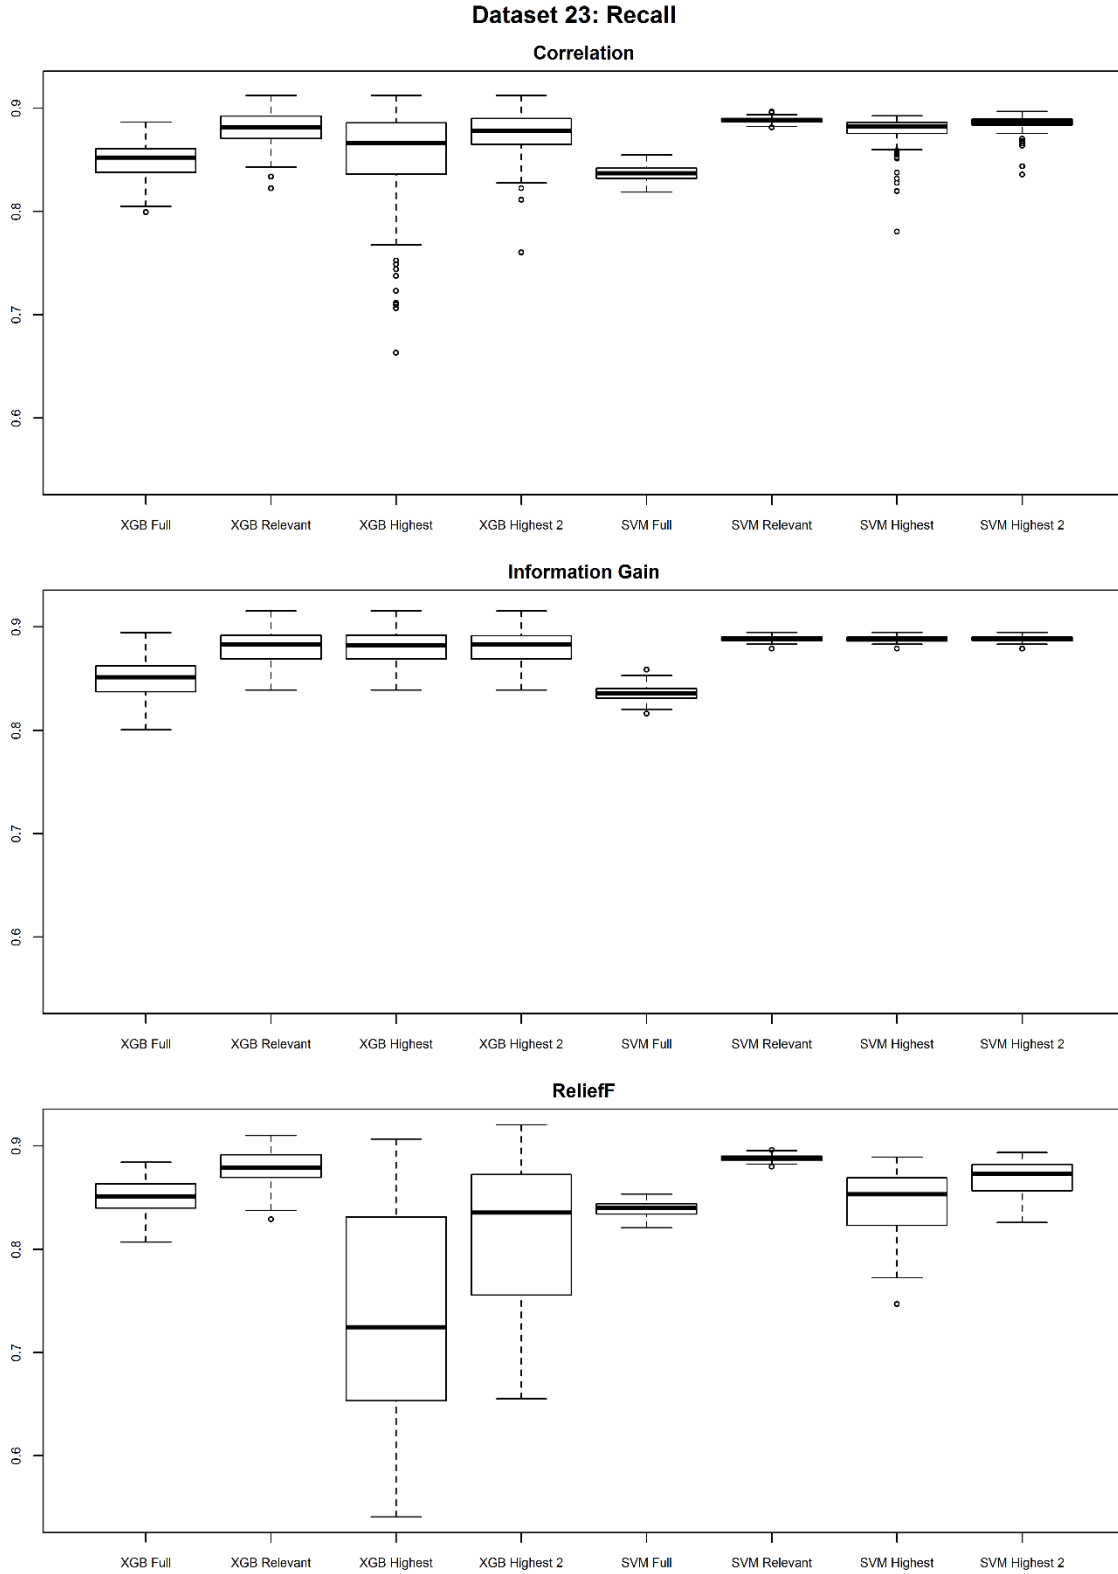 Dataset 23: Recall
Correlation
0.9
0.8
0.7
0.6
XGB Full XGB Relevant XGB Highest XGB Highest 2 SVM Full SVM Relevant SVM Highest SVM Highest 2
Information Gain
0.9
0.8
0.7
0.6
XGB Full XGB Relevant XGB Highest XGB Highest 2 SVM Full SVM Relevant SVM Highest SVM Highest 2
ReliefF
0.9
0.8
0.7
0.6
XGB Full XGB Relevant XGB Highest XGB Highest 2 SVM Full SVM Relevant SVM Highest SVM Highest 2